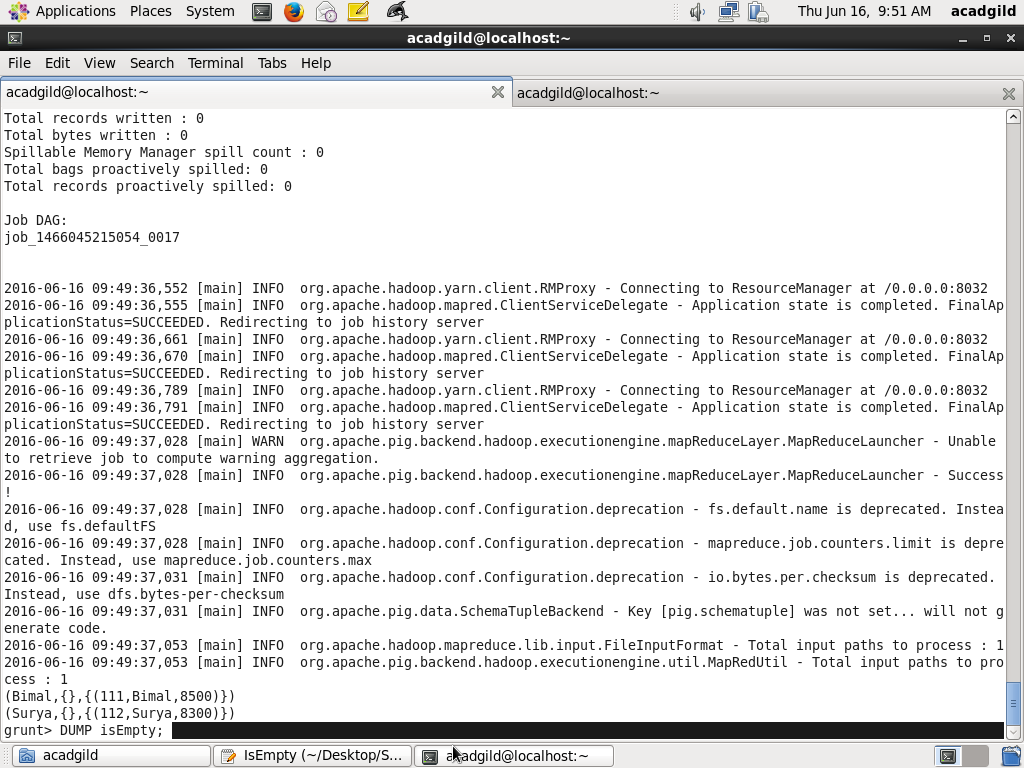 Applications Places System Thu Jun 16, 9:51 AM acadgild
acadgild@localhost:~
File Edit View Search Terminal Tabs Help
acadgild@localhost:~ acadgild@localhost:~
Total records written : 0
Total bytes written : 0
Spillable Memory Manager spill count : 0
Total bags proactively spilled: 0
Total records proactively spilled: 0
Job DAG:
job_1466045215054_0017
2016-06-16 09:49:36,552 [main] INFO  org.apache.hadoop.yarn.client.RMProxy - Connecting to ResourceManager at /0.0.0.0:8032
2016-06-16 09:49:36,555 [main] INFO  org.apache.hadoop.mapred.ClientServiceDelegate - Application state is completed. FinalAp
plicationStatus=SUCCEEDED. Redirecting to job history server
2016-06-16 09:49:36,661 [main] INFO  org.apache.hadoop.yarn.client.RMProxy - Connecting to ResourceManager at /0.0.0.0:8032
2016-06-16 09:49:36,670 [main] INFO  org.apache.hadoop.mapred.ClientServiceDelegate - Application state is completed. FinalAp
plicationStatus=SUCCEEDED. Redirecting to job history server
2016-06-16 09:49:36,789 [main] INFO  org.apache.hadoop.yarn.client.RMProxy - Connecting to ResourceManager at /0.0.0.0:8032
2016-06-16 09:49:36,791 [main] INFO  org.apache.hadoop.mapred.ClientServiceDelegate - Application state is completed. FinalAp
plicationStatus=SUCCEEDED. Redirecting to job history server
2016-06-16 09:49:37,028 [main] WARN  org.apache.pig.backend.hadoop.executionengine.mapReduceLayer.MapReduceLauncher - Unable
to retrieve job to compute warning aggregation.
2016-06-16 09:49:37,028 [main] INFO  org.apache.pig.backend.hadoop.executionengine.mapReduceLayer.MapReduceLauncher - Success
!
2016-06-16 09:49:37,028 [main] INFO  org.apache.hadoop.conf.Configuration.deprecation - fs.default.name is deprecated. Instea
d, use fs.defaultFS
2016-06-16 09:49:37,028 [main] INFO  org.apache.hadoop.conf.Configuration.deprecation - mapreduce.job.counters.limit is depre
cated. Instead, use mapreduce.job.counters.max
2016-06-16 09:49:37,031 [main] INFO  org.apache.hadoop.conf.Configuration.deprecation - io.bytes.per.checksum is deprecated.
Instead, use dfs.bytes-per-checksum
2016-06-16 09:49:37,031 [main] INFO  org.apache.pig.data.SchemaTupleBackend - Key [pig.schematuple] was not set... will not g
enerate code.
2016-06-16 09:49:37,053 [main] INFO  org.apache.hadoop.mapreduce.lib.input.FileInputFormat - Total input paths to process : 1
2016-06-16 09:49:37,053 [main] INFO  org.apache.pig.backend.hadoop.executionengine.util.MapRedUtil - Total input paths to pro
cess : 1
(Bimal,{},{(111,Bimal,8500)})
(Surya,{},{(112,Surya,8300)})
grunt> DUMP isEmpty;
acadgild IsEmpty (~/Desktop/S... acadgild@localhost:~